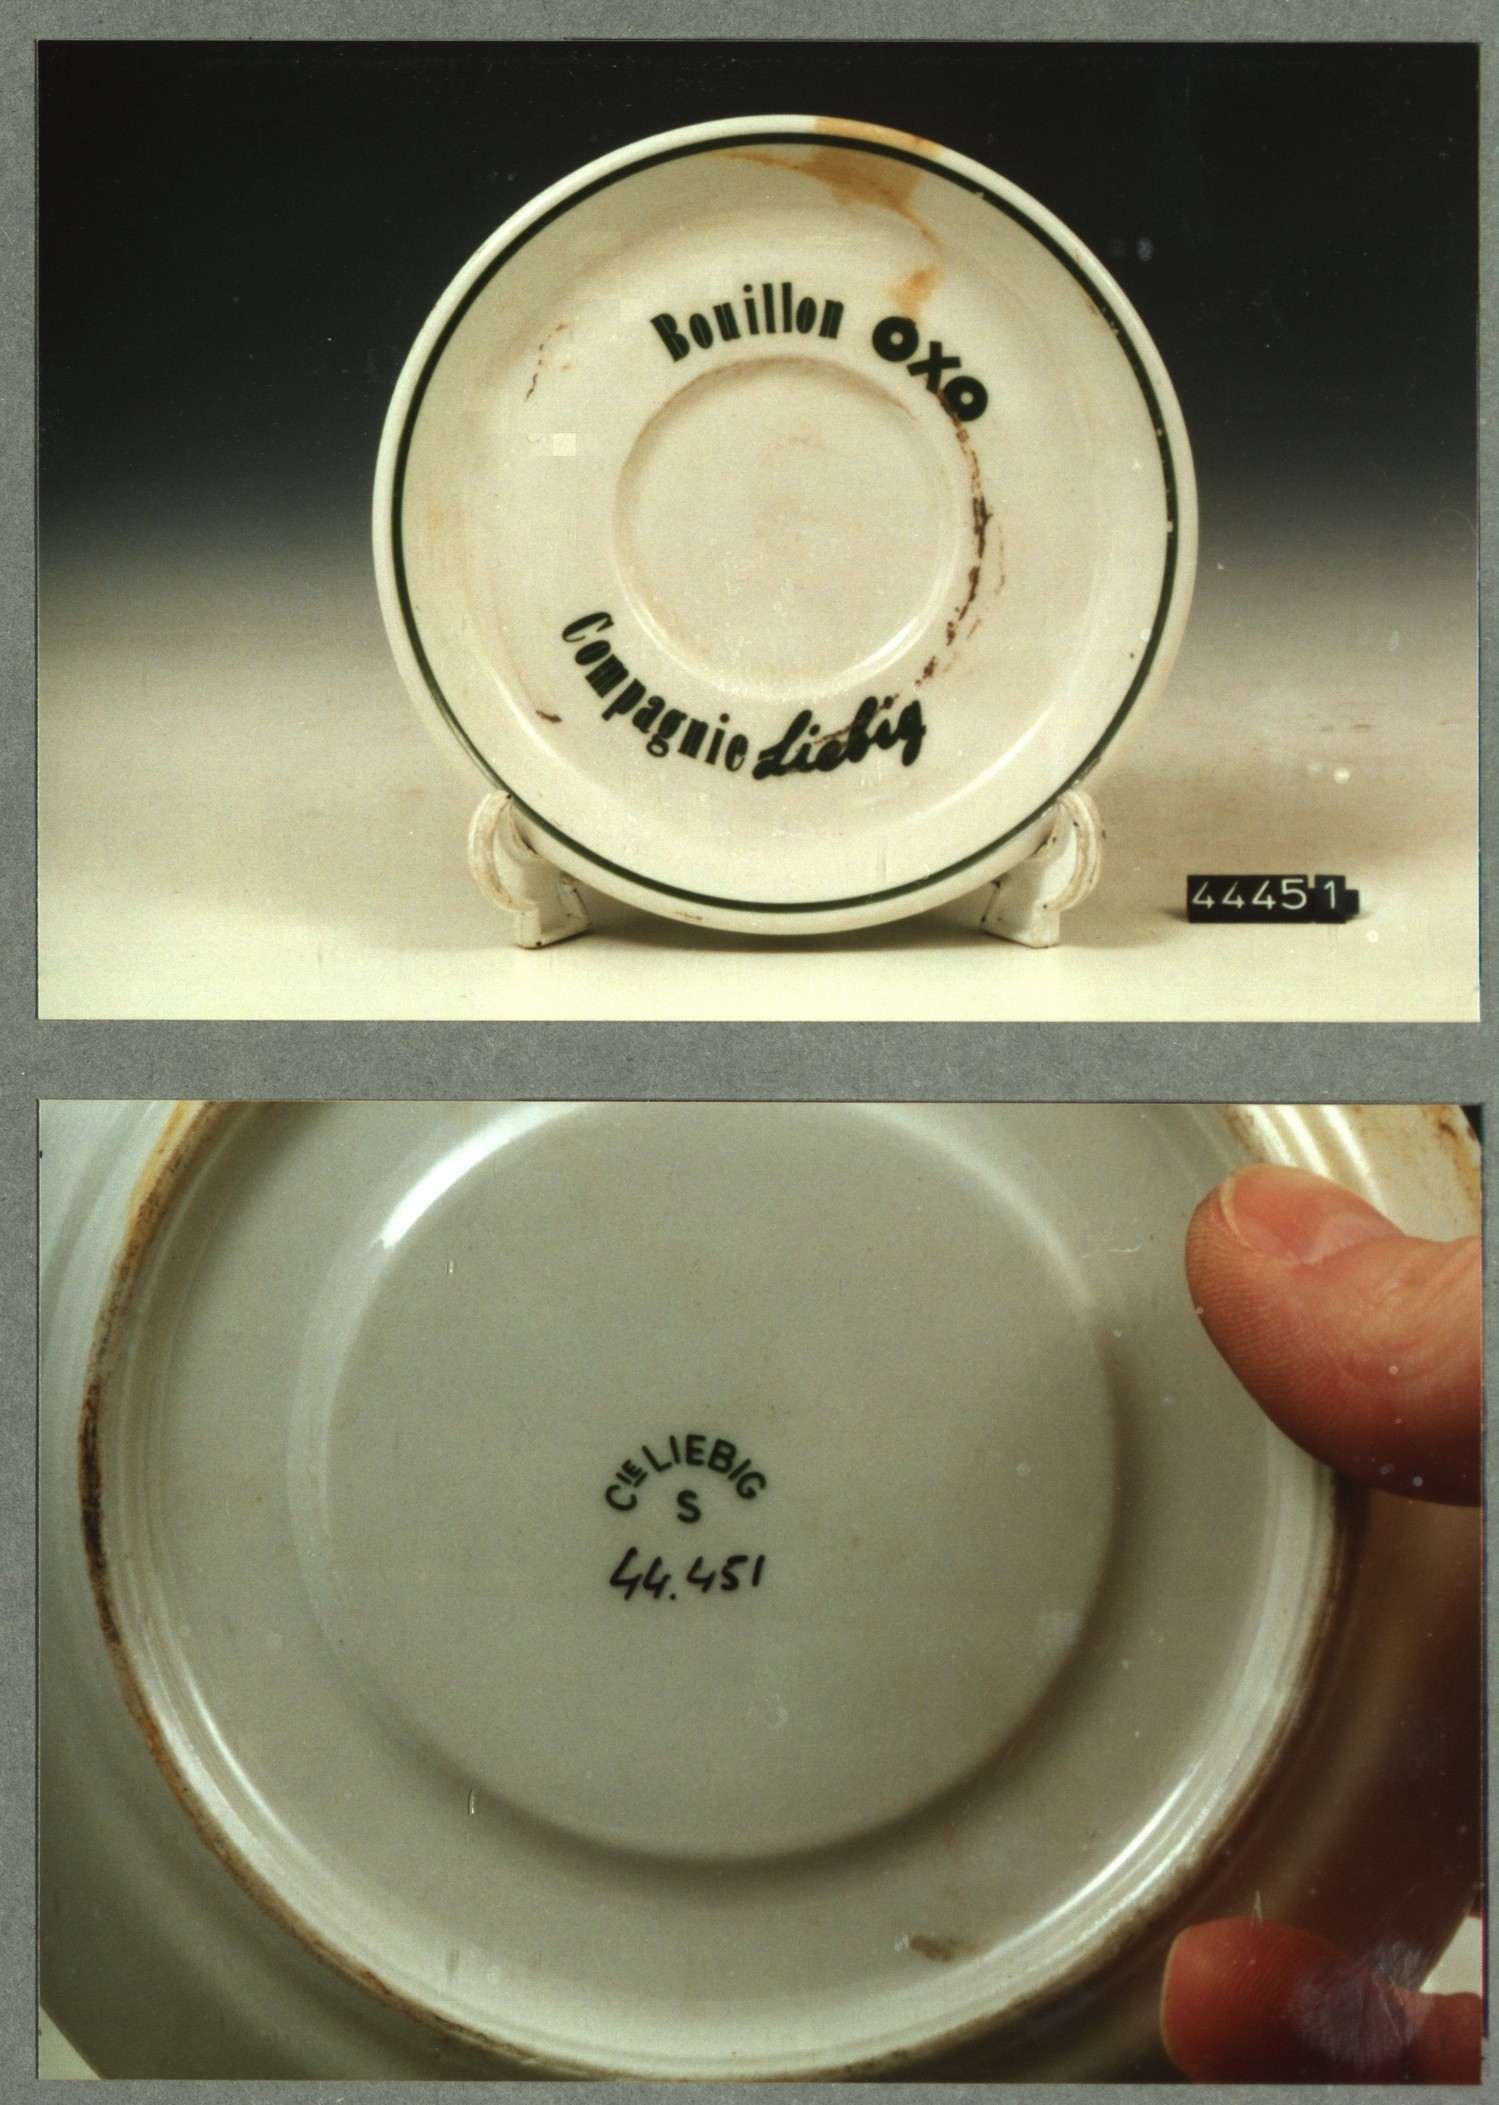 Bouillon OXO
Compagnie Liebig
44451
CIE LIEBIG
S
44.451